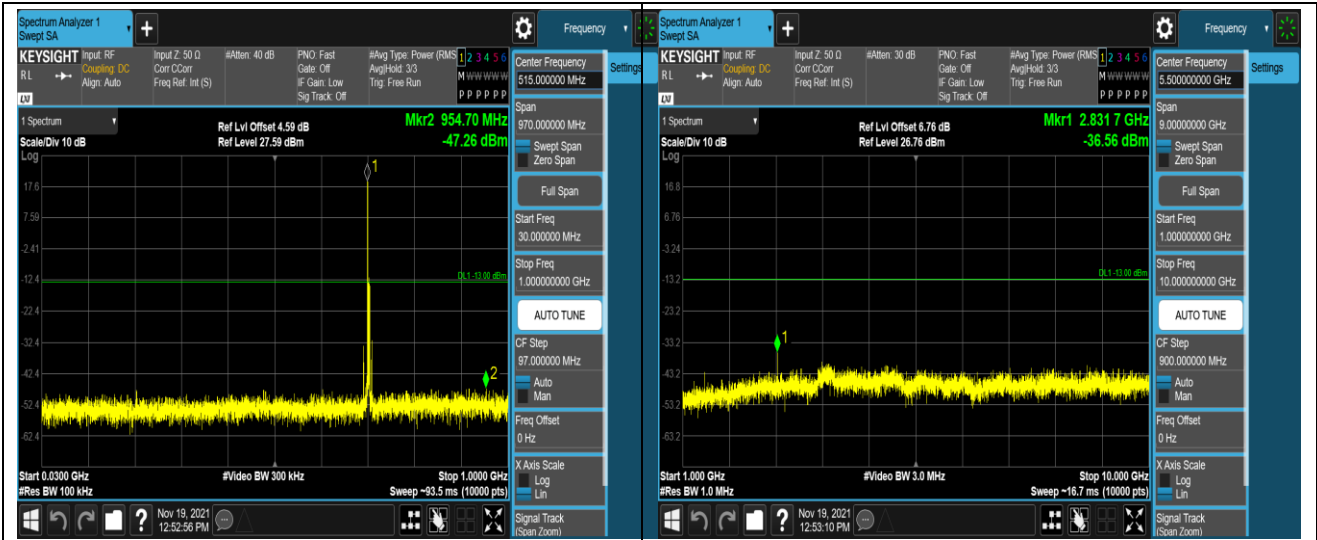 Spectrum Analyzer 1
Swept SA
Frequency
KEYSIGHT
RL
LXI
Input: RF
Coupling: DC
Align: Auto
Input Z: 50 Ω
Corr CCorr
Freq Ref: Int (S)
#Atten: 40 dB
PNO: Fast
Gate: Off
IF Gain: Low
Sig Track: Off
#Avg Type: Power (RMS
Avg|Hold: 3/3
Trig: Free Run
1 2 3 4 5 6
M W W W W W
P P P P P P
Center Frequency
515.000000 MHz
Settings
1 Spectrum
Scale/Div 10 dB
Log
Ref Lvl Offset 4.59 dB
Ref Level 27.59 dBm
Mkr2 954.70 MHz
-47.26 dBm
1
17.6
7.59
-2.41
-12.4
-22.4
-32.4
-42.4
-52.4
-62.4
DL1 -13.00 dBm
2
Start 0.0300 GHz
#Res BW 100 kHz
#Video BW 300 kHz
Stop 1.0000 GHz
Sweep ~93.5 ms (10000 pts)
Span
970.000000 MHz
Swept Span
Zero Span
Full Span
Start Freq
30.000000 MHz
Stop Freq
1.000000000 GHz
AUTO TUNE
CF Step
97.000000 MHz
Auto
Man
Freq Offset
0 Hz
X Axis Scale
Log
Lin
Signal Track
(Span Zoom)
?
Nov 19, 2021
12:52:56 PM
Spectrum Analyzer 1
Swept SA
Frequency
KEYSIGHT
RL
LXI
Input: RF
Coupling: DC
Align: Auto
Input Z: 50 Ω
Corr CCorr
Freq Ref: Int (S)
#Atten: 30 dB
PNO: Fast
Gate: Off
IF Gain: Low
Sig Track: Off
#Avg Type: Power (RMS
Avg|Hold: 3/3
Trig: Free Run
1 2 3 4 5 6
M W W W W W
P P P P P P
Center Frequency
5.500000000 GHz
Settings
1 Spectrum
Scale/Div 10 dB
Log
Ref Lvl Offset 6.76 dB
Ref Level 26.76 dBm
Mkr1 2.831 7 GHz
-36.56 dBm
16.8
6.76
-3.24
-13.2
-23.2
-33.2
-43.2
-53.2
-63.2
DL1 -13.00 dBm
1
Start 1.000 GHz
#Res BW 1.0 MHz
#Video BW 3.0 MHz
Stop 10.000 GHz
Sweep ~16.7 ms (10000 pts)
Span
9.00000000 GHz
Swept Span
Zero Span
Full Span
Start Freq
1.000000000 GHz
Stop Freq
10.000000000 GHz
AUTO TUNE
CF Step
900.000000 MHz
Auto
Man
Freq Offset
0 Hz
X Axis Scale
Log
Lin
Signal Track
(Span Zoom)
?
Nov 19, 2021
12:53:10 PM